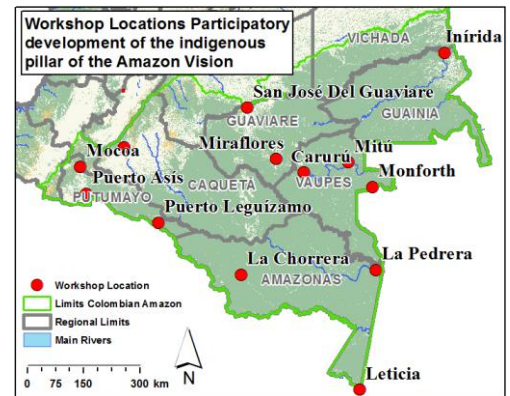 Workshop Locations Participatory
development of the indigenous
pillar of the Amazon Vision
VICHADA
Inírida
San José Del Guaviare
GUAVIARE
GUAINIA
Miraflores
Carurú
Mitú
Mocoa
VAUPES
Monforth
Puerto Asís
CAQUETÁ
PUTUMAYO
Puerto Leguízamo
La Chorrera
La Pedrera
AMAZONAS
Workshop Location
Limits Colombian Amazon
Regional Limits
Main Rivers
Leticia
N
0 75 150 300 km